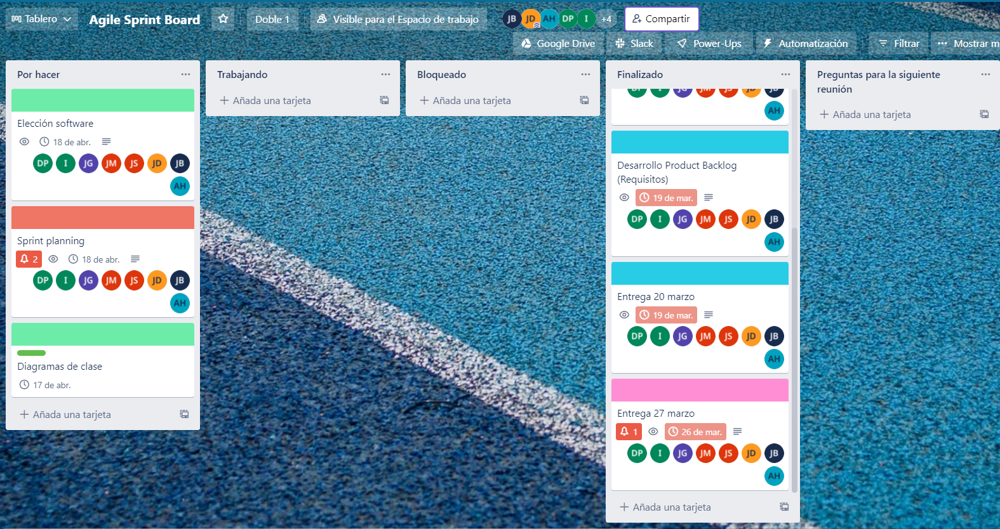 Tablero
Agile Sprint Board
Doble 1
Visible para el Espacio de trabajo
JB JD AH DP I +4
Compartir
Google Drive
Slack
Power-Ups
Automatización
Filtrar
Mostrar m
Por hacer
Elección software
18 de abr.
DP I JG JM JS JD JB
AH
Sprint planning
2 18 de abr.
DP I JG JM JS JD JB
AH
Diagramas de clase
17 de abr.
+ Añada una tarjeta
Trabajando
+ Añada una tarjeta
Bloqueado
+ Añada una tarjeta
Finalizado
DP I JG JM JS JD JB
AH
Desarrollo Product Backlog
(Requisitos)
19 de mar.
DP I JG JM JS JD JB
AH
Entrega 20 marzo
19 de mar.
DP I JG JM JS JD JB
AH
Entrega 27 marzo
1 26 de mar.
DP I JG JM JS JD JB
AH
+ Añada una tarjeta
Preguntas para la siguiente
reunión
+ Añada una tarjeta